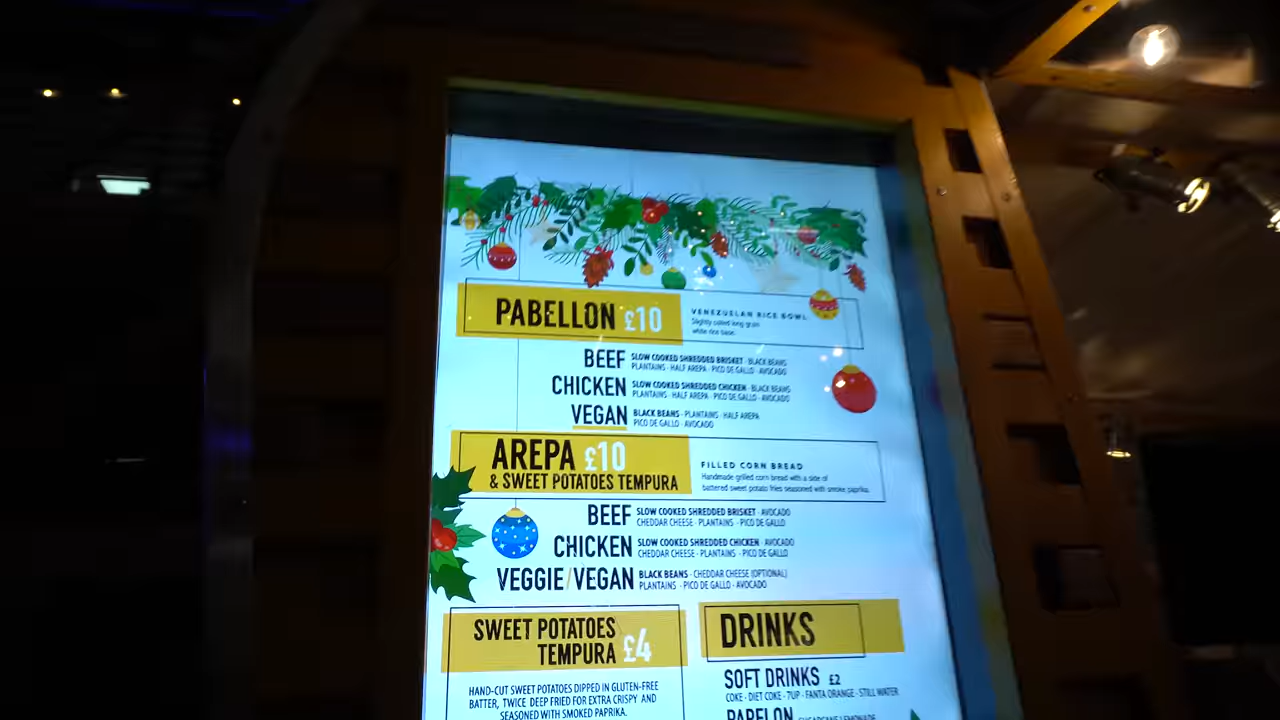 PABELLON £10
VENEZUELAN RICE BOWL
Slightly salted long grain
white rice base.
BEEF SLOW COOKED SHREDDED BRISKET · BLACK BEANS
PLANTAINS · HALF AREPA · PICO DE GALLO · AVOCADO
CHICKEN SLOW COOKED SHREDDED CHICKEN · BLACK BEANS
PLANTAINS · HALF AREPA · PICO DE GALLO · AVOCADO
VEGAN BLACK BEANS · PLANTAINS · HALF AREPA
PICO DE GALLO · AVOCADO
AREPA £10
& SWEET POTATOES TEMPURA
FILLED CORN BREAD
Handmade grilled corn bread with a side of
battered sweet potato fries seasoned with smoke paprika.
BEEF SLOW COOKED SHREDDED BRISKET · AVOCADO
CHEDDAR CHEESE · PLANTAINS · PICO DE GALLO
CHICKEN SLOW COOKED SHREDDED CHICKEN · AVOCADO
CHEDDAR CHEESE · PLANTAINS · PICO DE GALLO
VEGGIE/VEGAN BLACK BEANS · CHEDDAR CHEESE (OPTIONAL)
PLANTAINS · PICO DE GALLO · AVOCADO
SWEET POTATOES
TEMPURA £4
HAND-CUT SWEET POTATOES DIPPED IN GLUTEN-FREE
BATTER, TWICE DEEP FRIED FOR EXTRA CRISPY AND
SEASONED WITH SMOKED PAPRIKA.
DRINKS
SOFT DRINKS £2
COKE · DIET COKE · 7UP · FANTA ORANGE · STILL WATER
PAPELON SUGARCANE LEMONADE